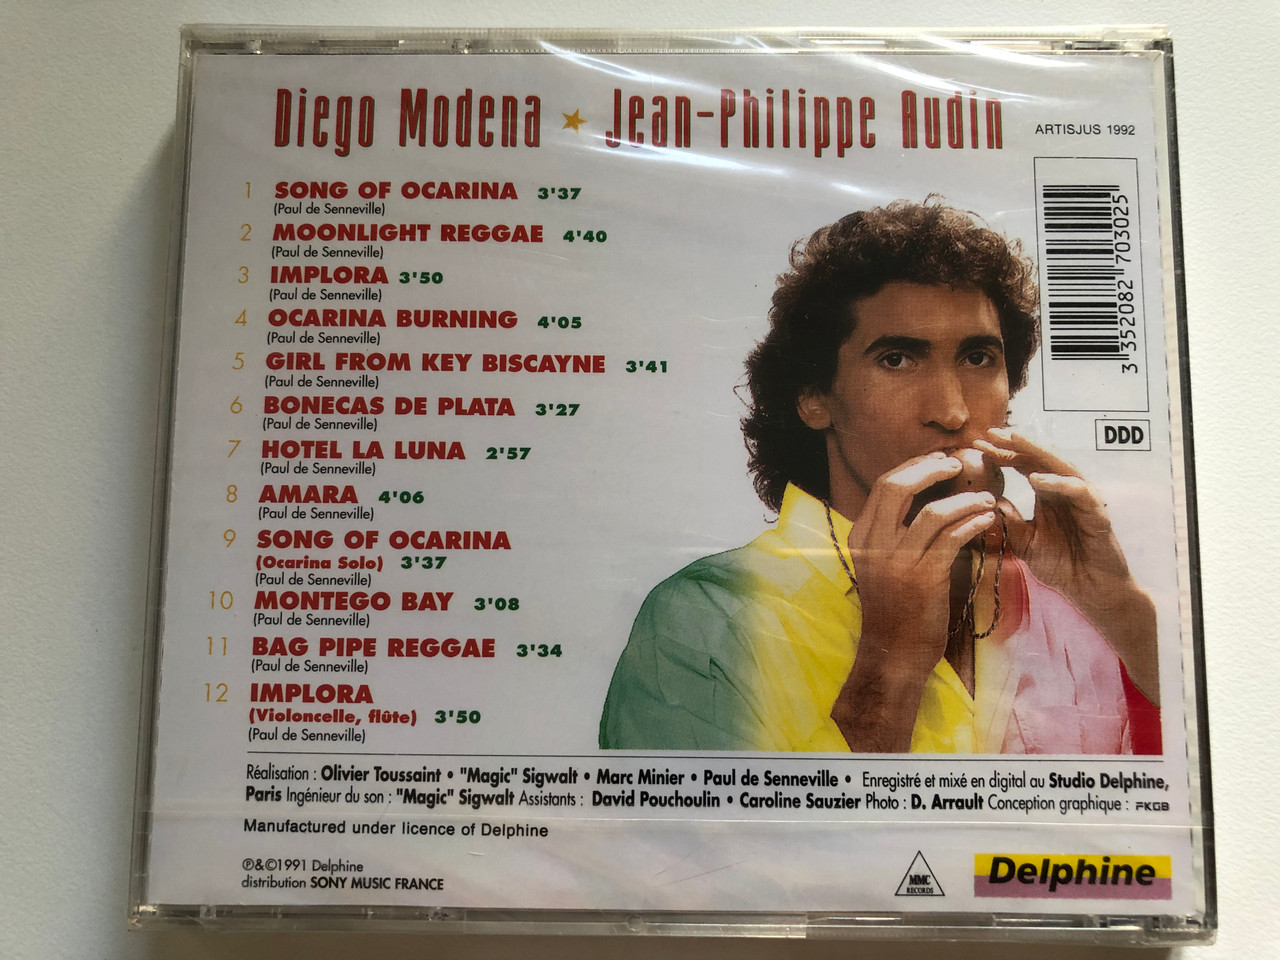 Diego Modena ★ Jean-Philippe Audin
ARTISJUS 1992
1 SONG OF OCARINA 3'37
(Paul de Senneville)
2 MOONLIGHT REGGAE 4'40
(Paul de Senneville)
3 IMPLORA 3'50
(Paul de Senneville)
4 OCARINA BURNING 4'05
(Paul de Senneville)
5 GIRL FROM KEY BISCAYNE 3'41
(Paul de Senneville)
6 BONECAS DE PLATA 3'27
(Paul de Senneville)
7 HOTEL LA LUNA 2'57
(Paul de Senneville)
8 AMARA 4'06
(Paul de Senneville)
9 SONG OF OCARINA
(Ocarina Solo) 3'37
(Paul de Senneville)
10 MONTEGO BAY 3'08
(Paul de Senneville)
11 BAG PIPE REGGAE 3'34
(Paul de Senneville)
12 IMPLORA
(Violoncelle, flûte) 3'50
(Paul de Senneville)
3 352082 703025
DDD
Réalisation : Olivier Toussaint • "Magic" Sigwalt • Marc Minier • Paul de Senneville • Enregistré et mixé en digital au Studio Delphine,
Paris Ingénieur du son : "Magic" Sigwalt Assistants : David Pouchoulin • Caroline Sauzier Photo : D. Arrault Conception graphique : FKGB
Manufactured under licence of Delphine
℗&©1991 Delphine
distribution SONY MUSIC FRANCE
MMC
RECORDS
Delphine